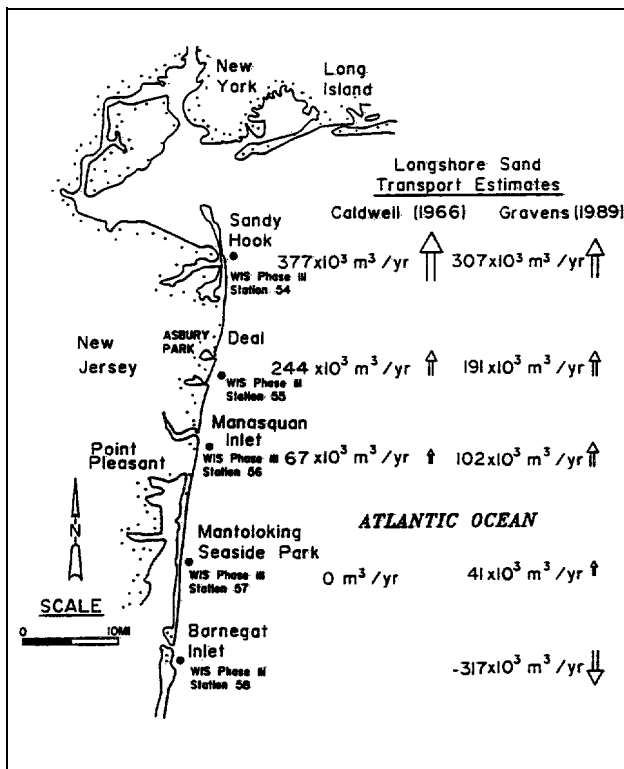 New
York
Long
Island
Longshore Sand
Transport Estimates
Caldwell (1966) Gravens (1989)
Sandy
Hook
377x10³ m³/yr 307x10³ m³/yr
WIS Phase III
Station 54
New
Jersey
ASBURY
PARK
Deal
244 x10³ m³/yr 191x10³ m³/yr
WIS Phase III
Station 55
Manasquan
Inlet
67x10³ m³/yr 102x10³ m³/yr
WIS Phase III
Station 56
Point
Pleasant
N
ATLANTIC OCEAN
Mantoloking
Seaside Park
WIS Phase III
Station 57
0 m³/yr 41x10³ m³/yr
SCALE
0 10MI
Barnegat
Inlet
WIS Phase III
Station 58
-317x10³ m³/yr